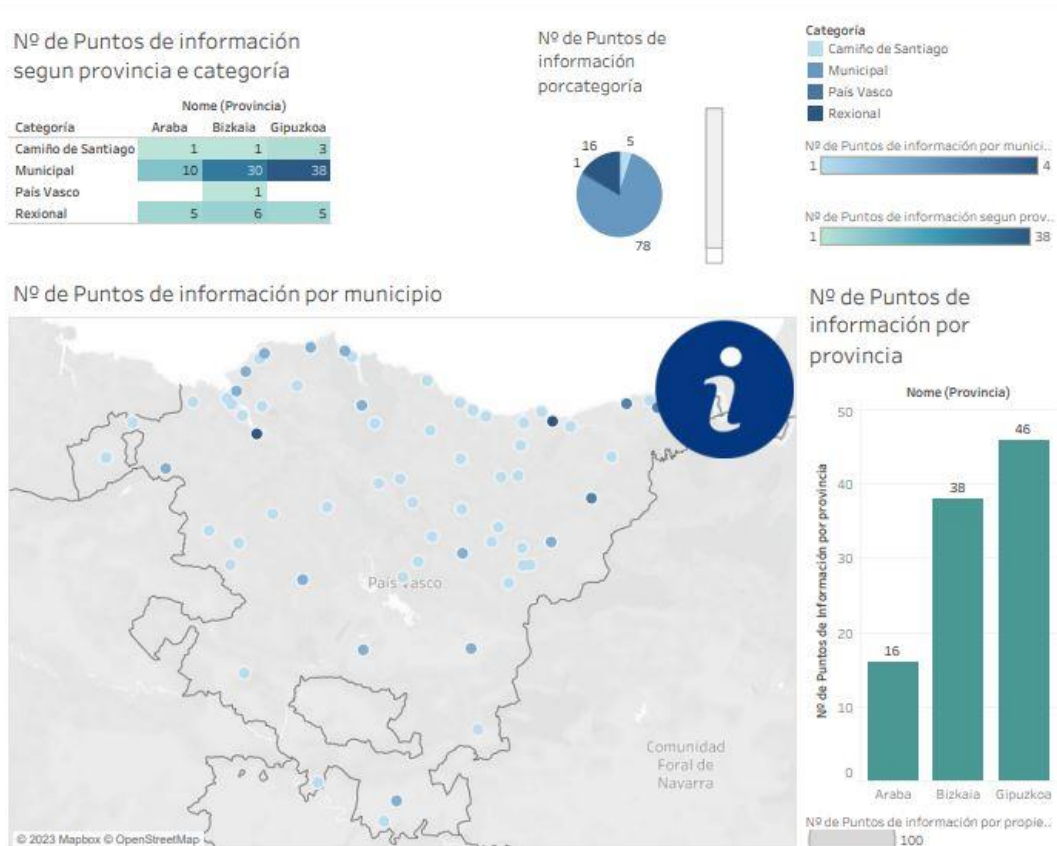 Nº de Puntos de información
segun provincia e categoría
Nome (Provincia)
Categoría Araba Bizkaia Gipuzkoa
Camiño de Santiago 1 1 3
Municipal 10 30 38
País Vasco 1
Rexional 5 6 5
Nº de Puntos de
información
porcategoría
16 5
1
78
Categoría
Camiño de Santiago
Municipal
País Vasco
Rexional
Nº de Puntos de información por munici..
1 4
Nº de Puntos de información segun prov..
1 38
Nº de Puntos de información por municipio
i
País Vasco
Comunidad
Foral de
Navarra
© 2023 Mapbox © OpenStreetMap
Nº de Puntos de
información por
provincia
Nome (Provincia)
Nº de Puntos de Información por provincia
50
40
30
20
10
0
16
38
46
Araba Bizkaia Gipuzkoa
Nº de Puntos de información por propie..
100